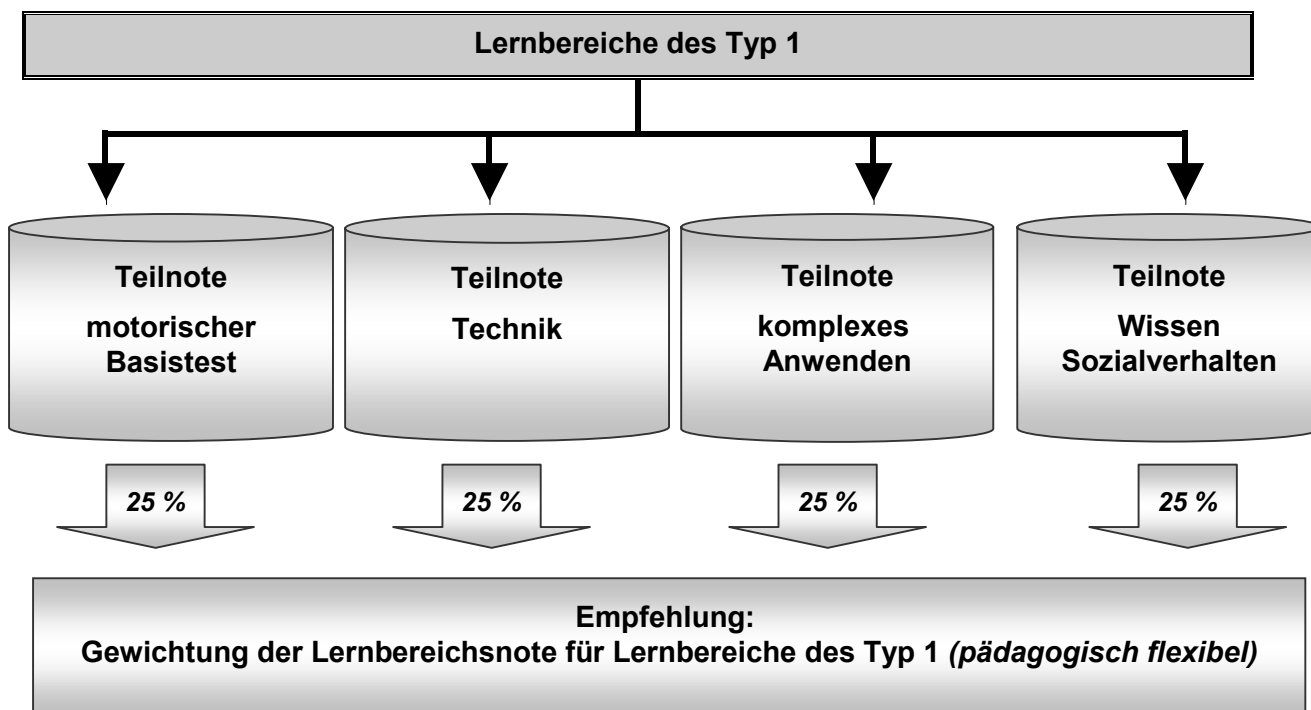 Lernbereiche des Typ 1
Teilnote
motorischer
Basistest
Teilnote
Technik
Teilnote
komplexes
Anwenden
Teilnote
Wissen
Sozialverhalten
25 %
25 %
25 %
25 %
Empfehlung:
Gewichtung der Lernbereichsnote für Lernbereiche des Typ 1 (pädagogisch flexibel)